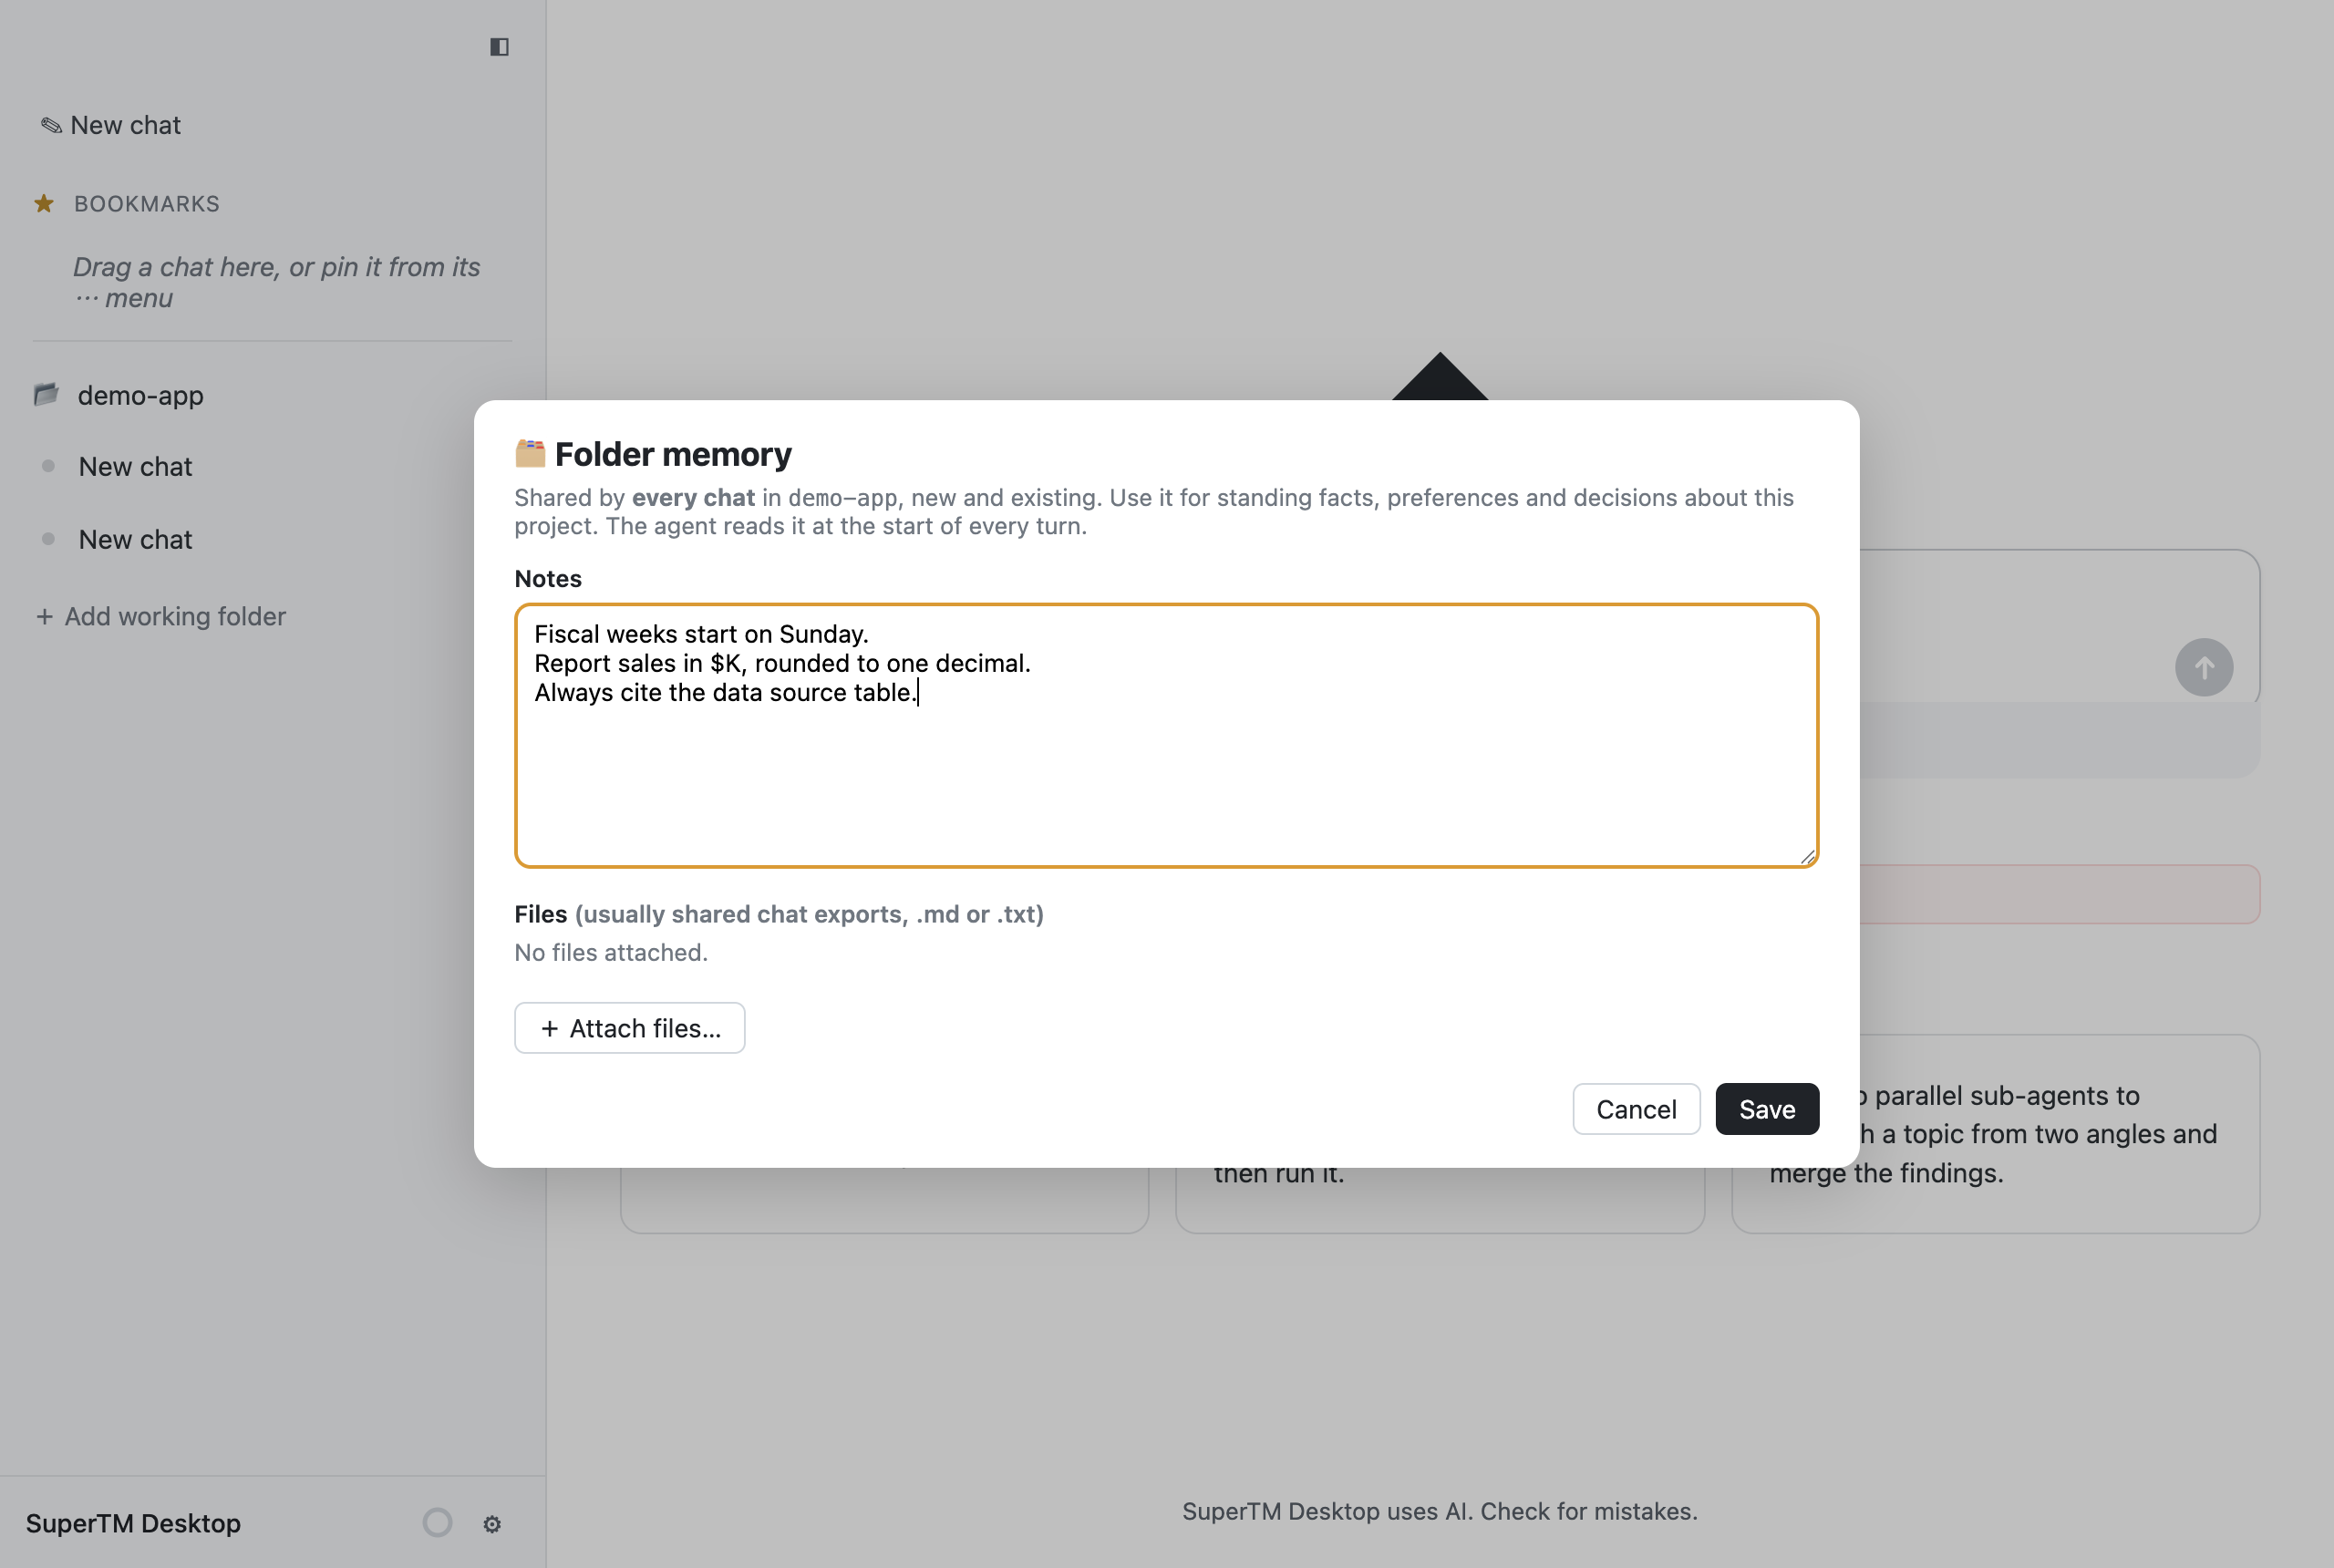 New chat
BOOKMARKS
Drag a chat here, or pin it from its
··· menu
demo-app
New chat
New chat
+ Add working folder
SuperTM Desktop
Folder memory
Shared by every chat in demo-app, new and existing. Use it for standing facts, preferences and decisions about this
project. The agent reads it at the start of every turn.
Notes
Fiscal weeks start on Sunday.
Report sales in $K, rounded to one decimal.
Always cite the data source table.
Files (usually shared chat exports, .md or .txt)
No files attached.
+ Attach files...
Cancel
Save
then run it.
parallel sub-agents to
a topic from two angles and
merge the findings.
SuperTM Desktop uses AI. Check for mistakes.